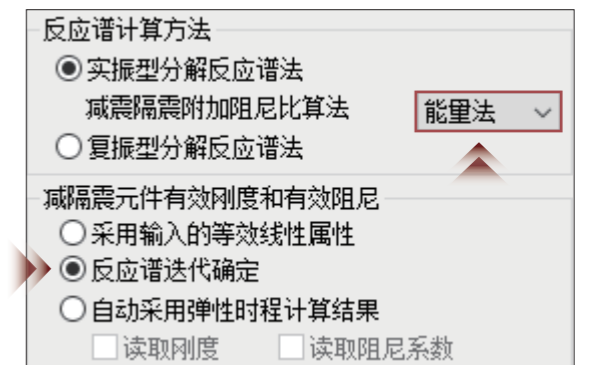 反应谱计算方法
实振型分解反应谱法
减震隔震附加阻尼比算法 能量法
复振型分解反应谱法
减隔震元件有效刚度和有效阻尼
采用输入的等效线性属性
反应谱迭代确定
自动采用弹性时程计算结果
读取刚度 读取阻尼系数